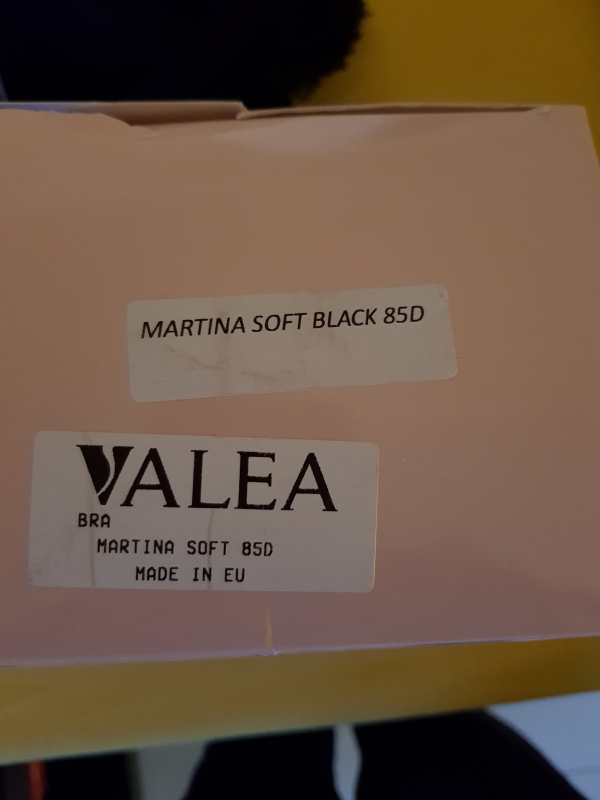 MARTINA SOFT BLACK 85D
VALEA
BRA
MARTINA SOFT 85D
MADE IN EU